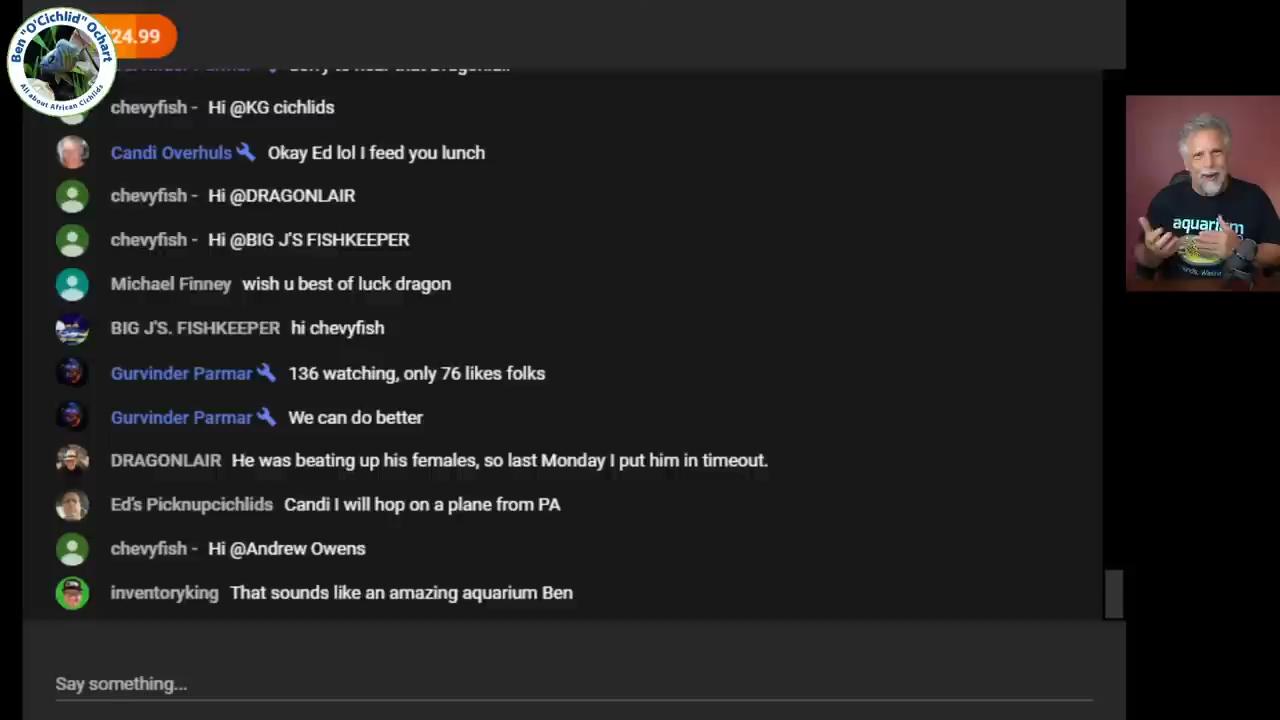 Ben "O'Cichlid" Ochart
All about African Cichlids
24.99
chevyfish - Hi @KG cichlids
Candi Overhuls Okay Ed lol I feed you lunch
chevyfish - Hi @DRAGONLAIR
chevyfish - Hi @BIG J'S FISHKEEPER
Michael Finney wish u best of luck dragon
BIG J'S. FISHKEEPER hi chevyfish
Gurvinder Parmar 136 watching, only 76 likes folks
Gurvinder Parmar We can do better
DRAGONLAIR He was beating up his females, so last Monday I put him in timeout.
Ed's Picknupcichlids Candi I will hop on a plane from PA
chevyfish - Hi @Andrew Owens
inventoryking That sounds like an amazing aquarium Ben
Say something...
aquarism